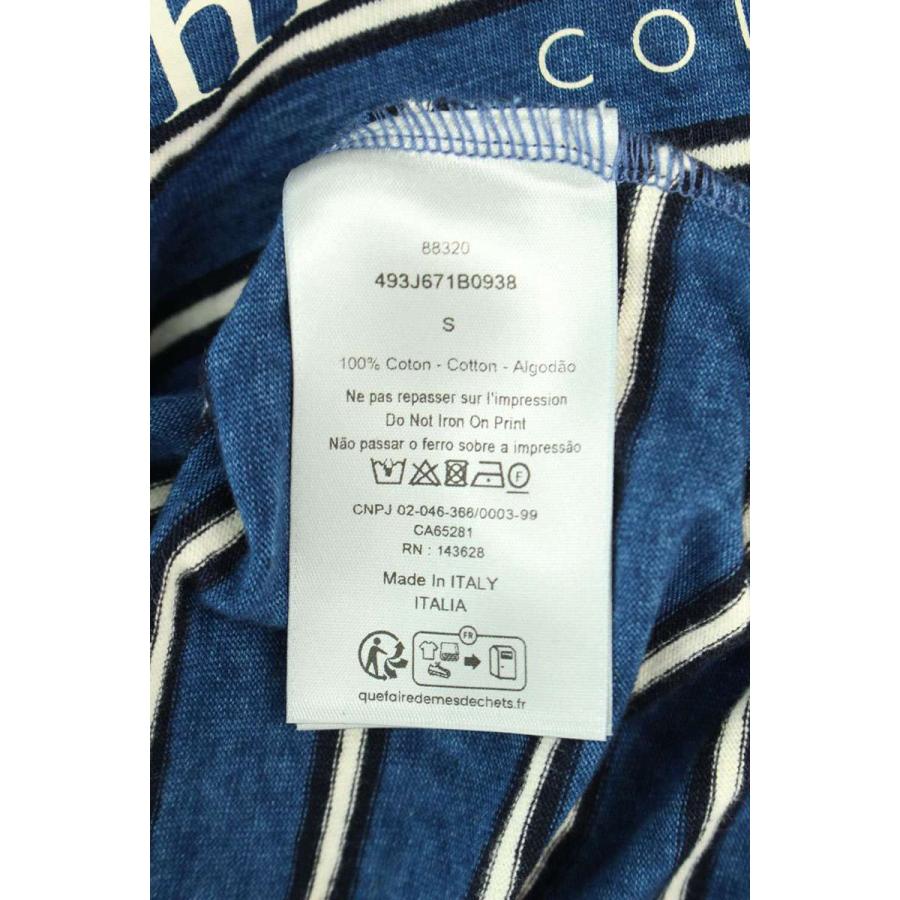 h
CO
88320
493J671B0938
S
100% Coton - Cotton - Algodão
Ne pas repasser sur l'impression
Do Not Iron On Print
Não passar o ferro sobre a impressão
F
CNPJ 02-046-366/0003-99
CA65281
RN : 143628
Made In ITALY
ITALIA
FR
quefairedemesdechets.fr